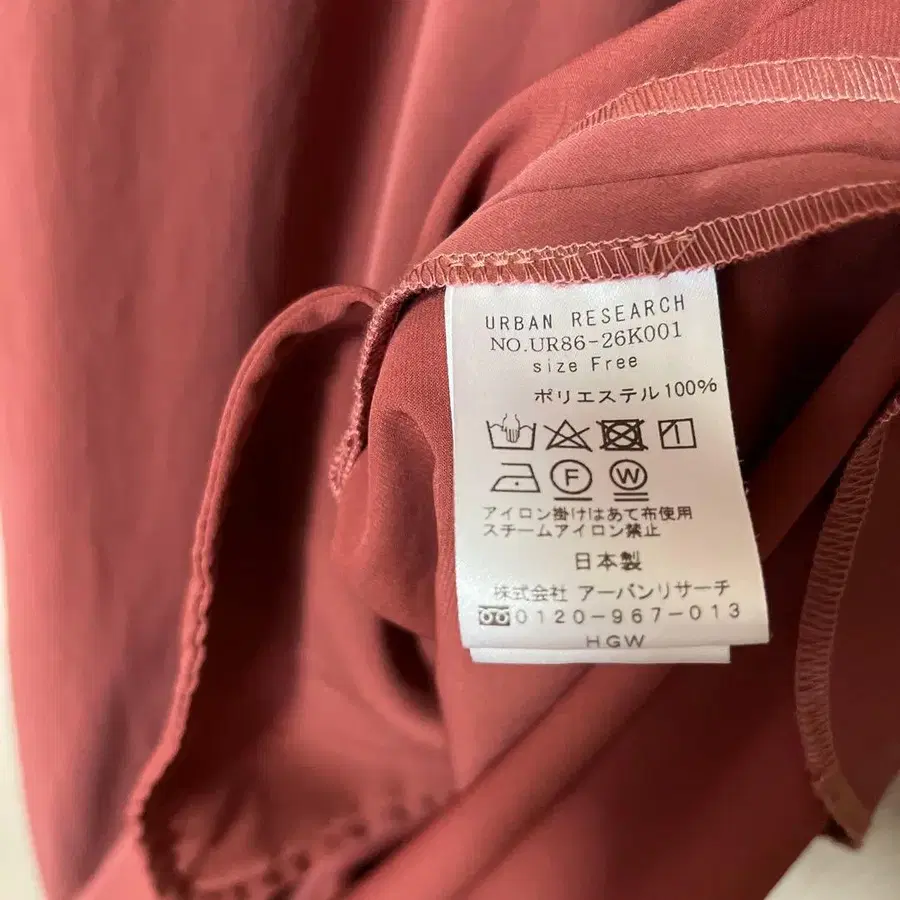 URBAN RESEARCH
NO.UR86-26K001
size Free
ポリエステル100%
F W
アイロン掛けはあて布使用
スチームアイロン禁止
日本製
株式会社 アーバンリサーチ
0120-967-013
HGW